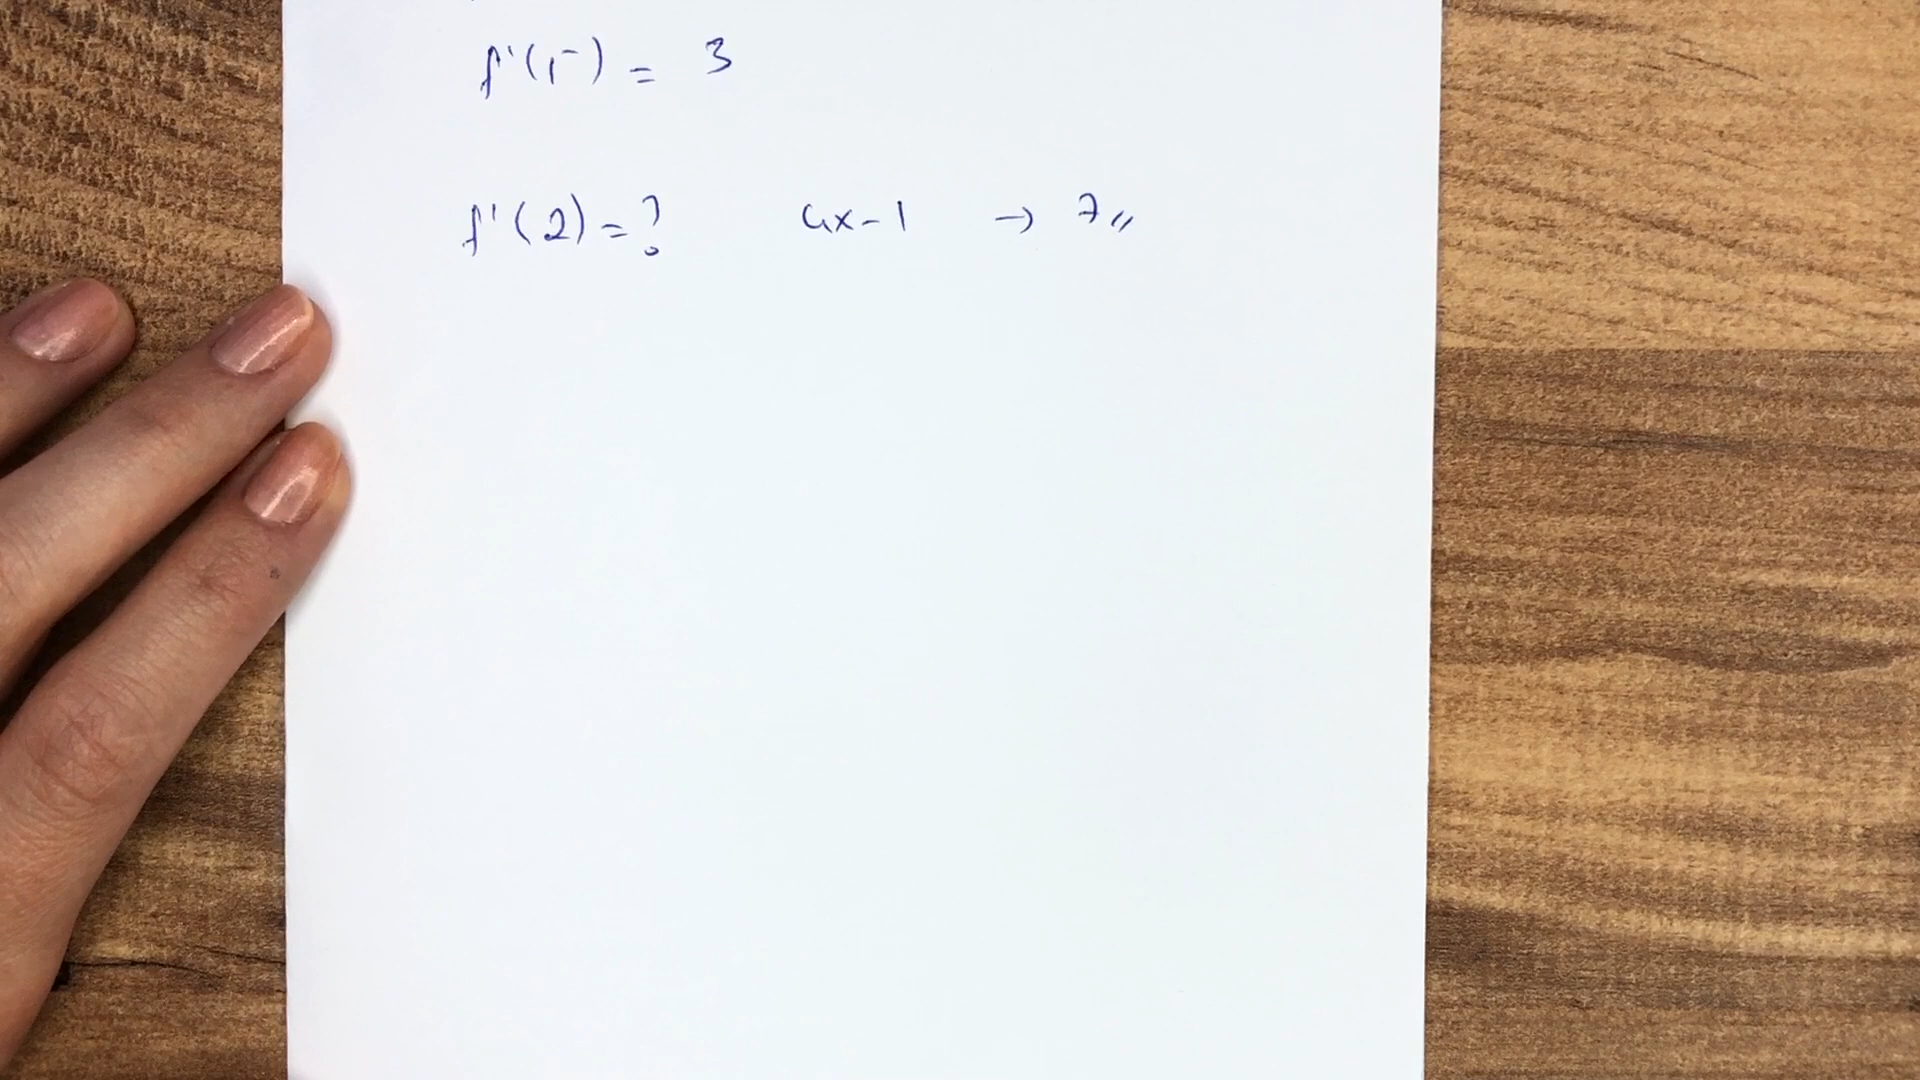 f'(1⁻) = 3
f'(2) = ? 4x-1 → 7//